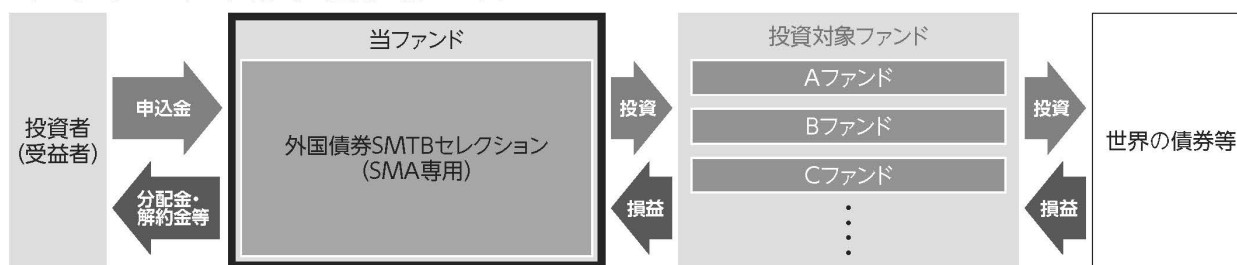 投資者
(受益者)
申込金
分配金・
解約金等
当ファンド
外国債券SMTBセレクション
(SMA専用)
投資
損益
投資対象ファンド
Aファンド
Bファンド
Cファンド
投資
損益
世界の債券等